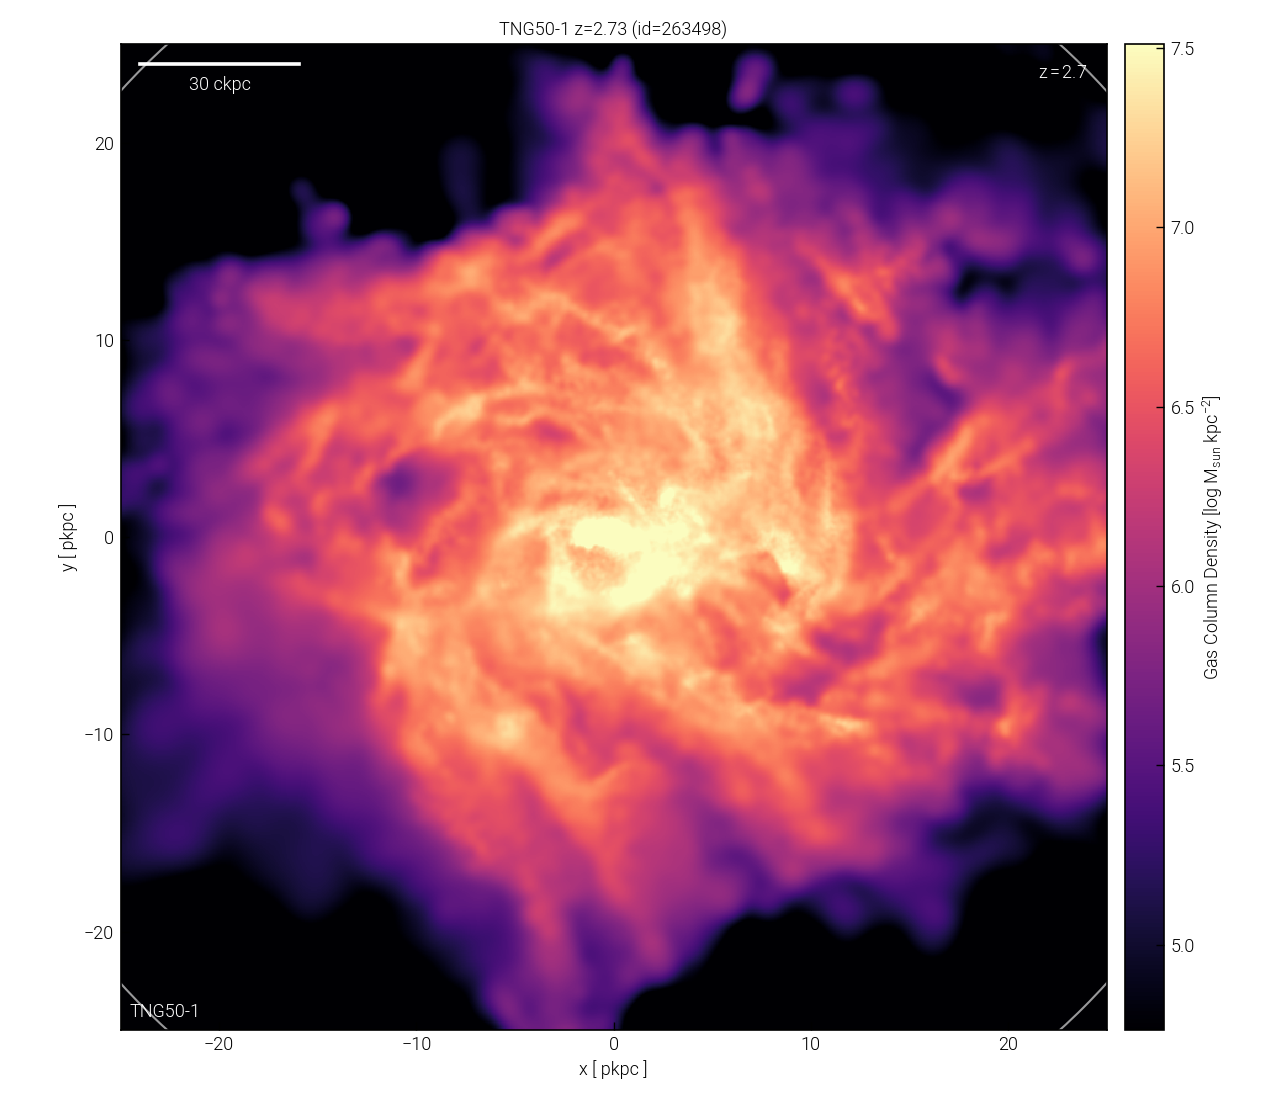 TNG50-1 z=2.73 (id=263498)
30 ckpc
z=2.7
TNG50-1
20
10
0
−10
−20
y [ pkpc ]
−20
−10
0
10
20
x [ pkpc ]
7.5
7.0
6.5
6.0
5.5
5.0
Gas Column Density [log M_sun kpc⁻²]